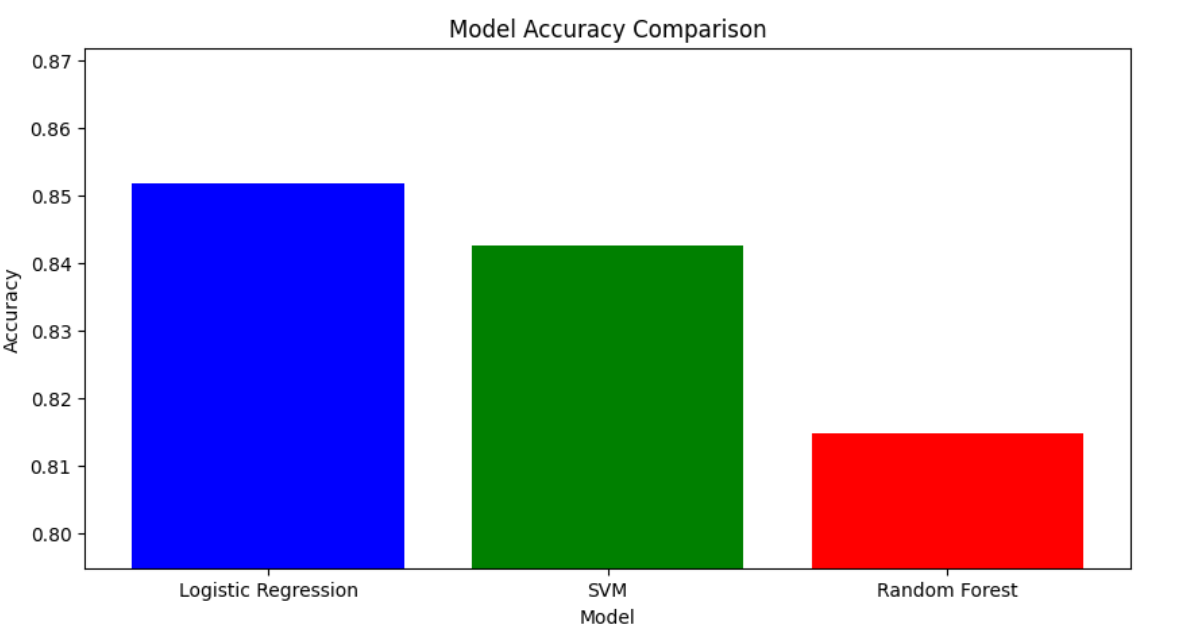 Model Accuracy Comparison
0.87
0.86
0.85
0.84
0.83
0.82
0.81
0.80
Accuracy
Logistic Regression
SVM
Random Forest
Model